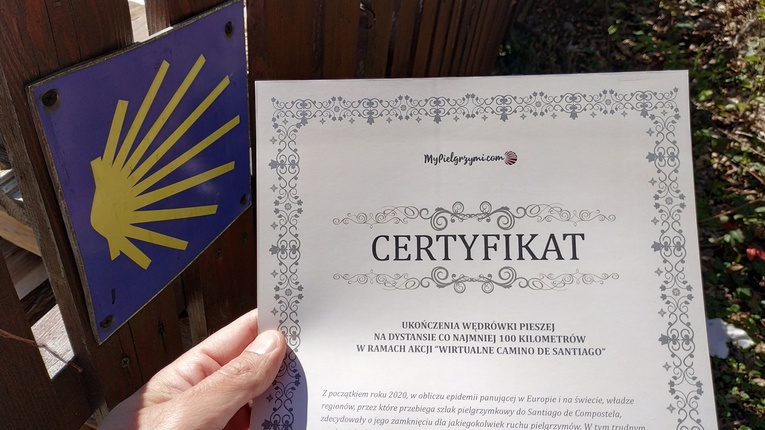 MyPielgrzymi.com
CERTYFIKAT
UKOŃCZENIA WĘDRÓWKI PIESZEJ
NA DYSTANSIE CO NAJMNIEJ 100 KILOMETRÓW
W RAMACH AKCJI "WIRTUALNE CAMINO DE SANTIAGO"
Z początkiem roku 2020, w obliczu epidemii panującej w Europie i na świecie, władze
regionów, przez które przebiega szlak pielgrzymkowy do Santiago de Compostela,
zdecydowały o jego zamknięciu dla jakiegokolwiek ruchu pielgrzymów. W tym trudnym